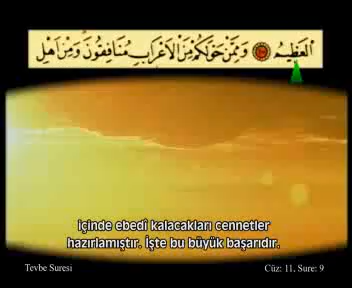 الْعَظِيمُ ۝ وَمِمَّنْ حَوْلَكُمْ مِنَ الْأَعْرَابِ مُنَافِقُونَ وَمِنْ أَهْلِ
içinde ebedî kalacakları cennetler
hazırlamıştır. İşte bu büyük başarıdır.
Tevbe Suresi
Cüz: 11, Sure: 9